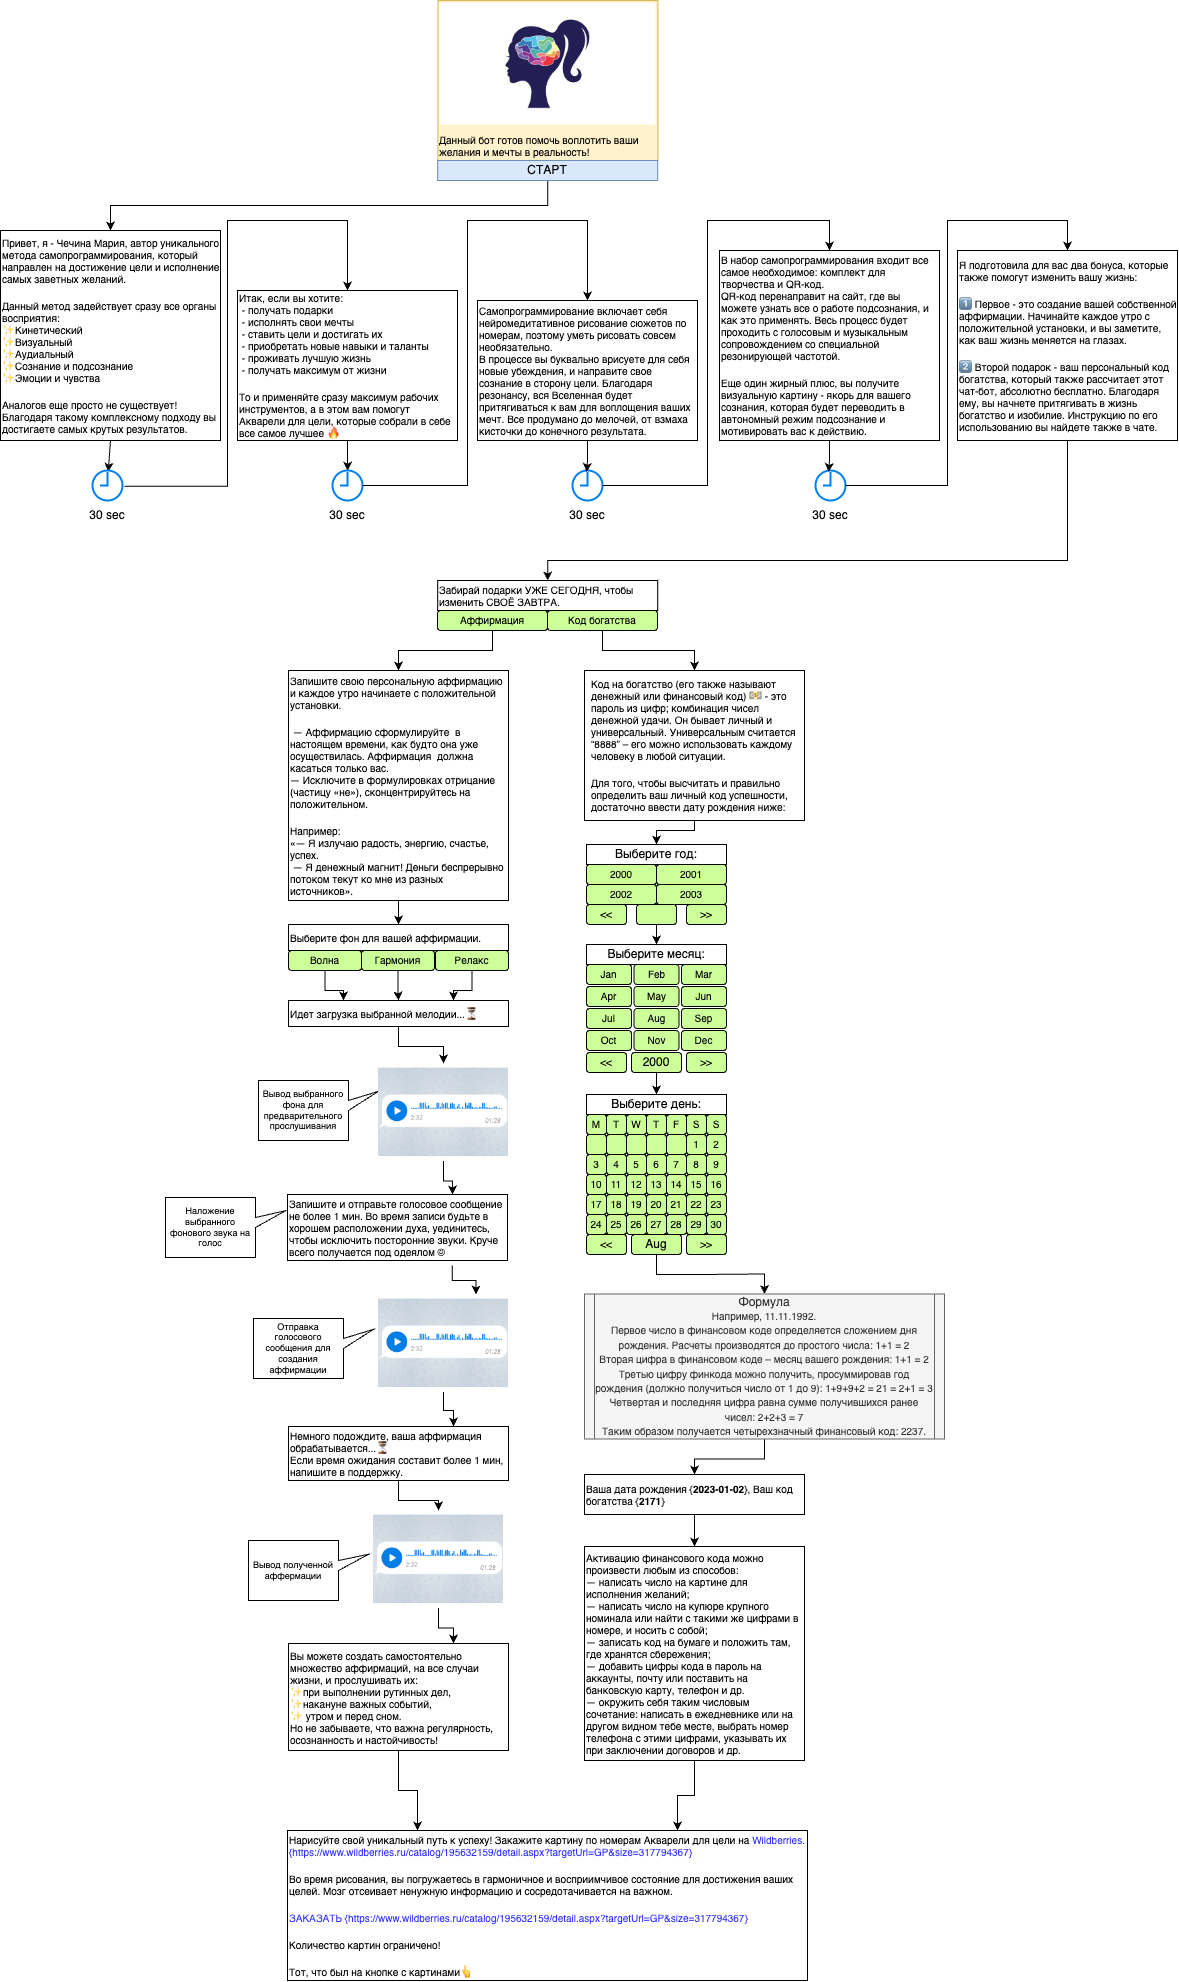 Данный бот готов помочь воплотить ваши
желания и мечты в реальность!
СТАРТ
Привет, я - Чечина Мария, автор уникального
метода самопрограммирования, который
направлен на достижение цели и исполнение
самых заветных желаний.
Данный метод задействует сразу все органы
восприятия:
✨Кинетический
✨Визуальный
✨Аудиальный
✨Сознание и подсознание
✨Эмоции и чувства
Аналогов еще просто не существует!
Благодаря такому комплексному подходу вы
достигаете самых крутых результатов.
30 sec
Итак, если вы хотите:
- получать подарки
- исполнять свои мечты
- ставить цели и достигать их
- приобретать новые навыки и таланты
- проживать лучшую жизнь
- получать максимум от жизни
То и применяйте сразу максимум рабочих
инструментов, а в этом вам помогут
Акварели для цели, которые собрали в себе
все самое лучшее 🔥
30 sec
Самопрограммирование включает себя
нейромедитативное рисование сюжетов по
номерам, поэтому уметь рисовать совсем
необязательно.
В процессе вы буквально врисуете для себя
новые убеждения, и направите свое
сознание в сторону цели. Благодаря
резонансу, вся Вселенная будет
притягиваться к вам для воплощения ваших
мечт. Все продумано до мелочей, от взмаха
кисточки до конечного результата.
30 sec
В набор самопрограммирования входит все
самое необходимое: комплект для
творчества и QR-код.
QR-код перенаправит на сайт, где вы
можете узнать все о работе подсознания, и
как это применять. Весь процесс будет
проходить с голосовым и музыкальным
сопровождением со специальной
резонирующей частотой.
Еще один жирный плюс, вы получите
визуальную картину - якорь для вашего
сознания, которая будет переводить в
автономный режим подсознание и
мотивировать вас к действию.
30 sec
Я подготовила для вас два бонуса, которые
также помогут изменить вашу жизнь:
1️⃣ Первое - это создание вашей собственной
аффирмации. Начинайте каждое утро с
положительной установки, и вы заметите,
как ваш жизнь меняется на глазах.
2️⃣ Второй подарок - ваш персональный код
богатства, который также рассчитает этот
чат-бот, абсолютно бесплатно. Благодаря
ему, вы начнете притягивать в жизнь
богатство и изобилие. Инструкцию по его
использованию вы найдете также в чате.
Забирай подарки УЖЕ СЕГОДНЯ, чтобы
изменить СВОЁ ЗАВТРА.
Аффирмация
Код богатства
Запишите свою персональную аффирмацию
и каждое утро начинаете с положительной
установки.
— Аффирмацию сформулируйте в
настоящем времени, как будто она уже
осуществилась. Аффирмация должна
касаться только вас.
— Исключите в формулировках отрицание
(частицу «не»), сконцентрируйтесь на
положительном.
Например:
«— Я излучаю радость, энергию, счастье,
успех.
— Я денежный магнит! Деньги беспрерывно
потоком текут ко мне из разных
источников».
Выберите фон для вашей аффирмации.
Волна
Гармония
Релакс
Идет загрузка выбранной мелодии...⏳
Вывод выбранного
фона для
предварительного
прослушивания
2:32
01:28
Наложение
выбранного
фонового звука на
голос
Запишите и отправьте голосовое сообщение
не более 1 мин. Во время записи будьте в
хорошем расположении духа, уединитесь,
чтобы исключить посторонние звуки. Круче
всего получается под одеялом ☺
Отправка
голосового
сообщения для
создания
аффирмации
2:32
01:28
Немного подождите, ваша аффирмация
обрабатывается...⏳
Если время ожидания составит более 1 мин,
напишите в поддержку.
Вывод полученной
аффермации
2:32
01:28
Вы можете создать самостоятельно
множество аффирмаций, на все случаи
жизни, и прослушивать их:
✨при выполнении рутинных дел,
✨накануне важных событий,
✨ утром и перед сном.
Но не забываете, что важна регулярность,
осознанность и настойчивость!
Код на богатство (его также называют
денежный или финансовый код) 💵 - это
пароль из цифр; комбинация чисел
денежной удачи. Он бывает личный и
универсальный. Универсальным считается
“8888” – его можно использовать каждому
человеку в любой ситуации.
Для того, чтобы высчитать и правильно
определить ваш личный код успешности,
достаточно ввести дату рождения ниже:
Выберите год:
2000 2001
2002 2003
<< >>
Выберите месяц:
Jan Feb Mar
Apr May Jun
Jul Aug Sep
Oct Nov Dec
<< 2000 >>
Выберите день:
M T W T F S S
1 2
3 4 5 6 7 8 9
10 11 12 13 14 15 16
17 18 19 20 21 22 23
24 25 26 27 28 29 30
<< Aug >>
Формула
Например, 11.11.1992.
Первое число в финансовом коде определяется сложением дня
рождения. Расчеты производятся до простого числа: 1+1 = 2
Вторая цифра в финансовом коде – месяц вашего рождения: 1+1 = 2
Третью цифру финкода можно получить, просуммировав год
рождения (должно получиться число от 1 до 9): 1+9+9+2 = 21 = 2+1 = 3
Четвертая и последняя цифра равна сумме получившихся ранее
чисел: 2+2+3 = 7
Таким образом получается четырехзначный финансовый код: 2237.
Ваша дата рождения {2023-01-02}, Ваш код
богатства {2171}
Активацию финансового кода можно
произвести любым из способов:
— написать число на картине для
исполнения желаний;
— написать число на купюре крупного
номинала или найти с такими же цифрами в
номере, и носить с собой;
— записать код на бумаге и положить там,
где хранятся сбережения;
— добавить цифры кода в пароль на
аккаунты, почту или поставить на
банковскую карту, телефон и др.
— окружить себя таким числовым
сочетание: написать в ежедневнике или на
другом видном тебе месте, выбрать номер
телефона с этими цифрами, указывать их
при заключении договоров и др.
Нарисуйте свой уникальный путь к успеху! Закажите картину по номерам Акварели для цели на Wildberries.
{https://www.wildberries.ru/catalog/195632159/detail.aspx?targetUrl=GP&size=317794367}
Во время рисования, вы погружаетесь в гармоничное и восприимчивое состояние для достижения ваших
целей. Мозг отсеивает ненужную информацию и сосредотачивается на важном.
ЗАКАЗАТЬ {https://www.wildberries.ru/catalog/195632159/detail.aspx?targetUrl=GP&size=317794367}
Количество картин ограничено!
Тот, что был на кнопке с картинами👆